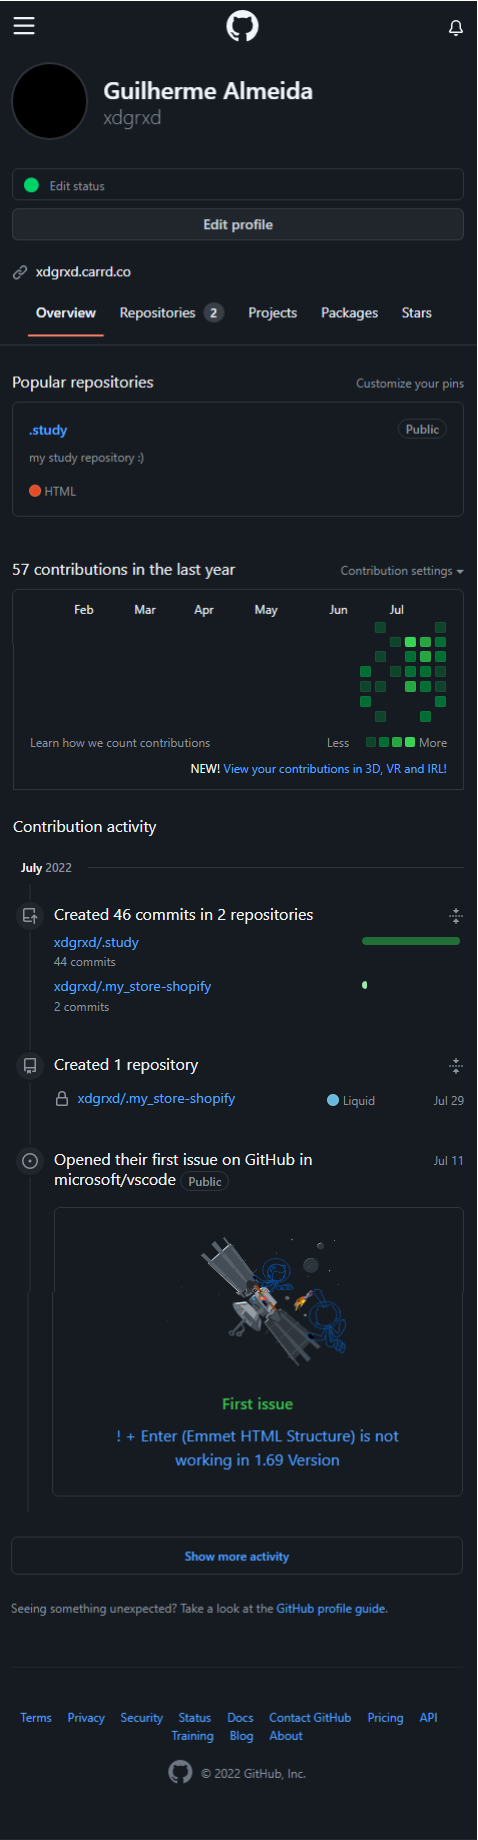 Guilherme Almeida
xdgrxd
Edit status
Edit profile
xdgrxd.carrd.co
Overview Repositories 2 Projects Packages Stars
Popular repositories Customize your pins
.study Public
my study repository :)
HTML
57 contributions in the last year Contribution settings
Feb Mar Apr May Jun Jul
Learn how we count contributions Less More
NEW! View your contributions in 3D, VR and IRL!
Contribution activity
July 2022
Created 46 commits in 2 repositories
xdgrxd/.study
44 commits
xdgrxd/.my_store-shopify
2 commits
Created 1 repository
xdgrxd/.my_store-shopify Liquid Jul 29
Opened their first issue on GitHub in Jul 11
microsoft/vscode Public
First issue
! + Enter (Emmet HTML Structure) is not
working in 1.69 Version
Show more activity
Seeing something unexpected? Take a look at the GitHub profile guide.
Terms Privacy Security Status Docs Contact GitHub Pricing API
Training Blog About
© 2022 GitHub, Inc.